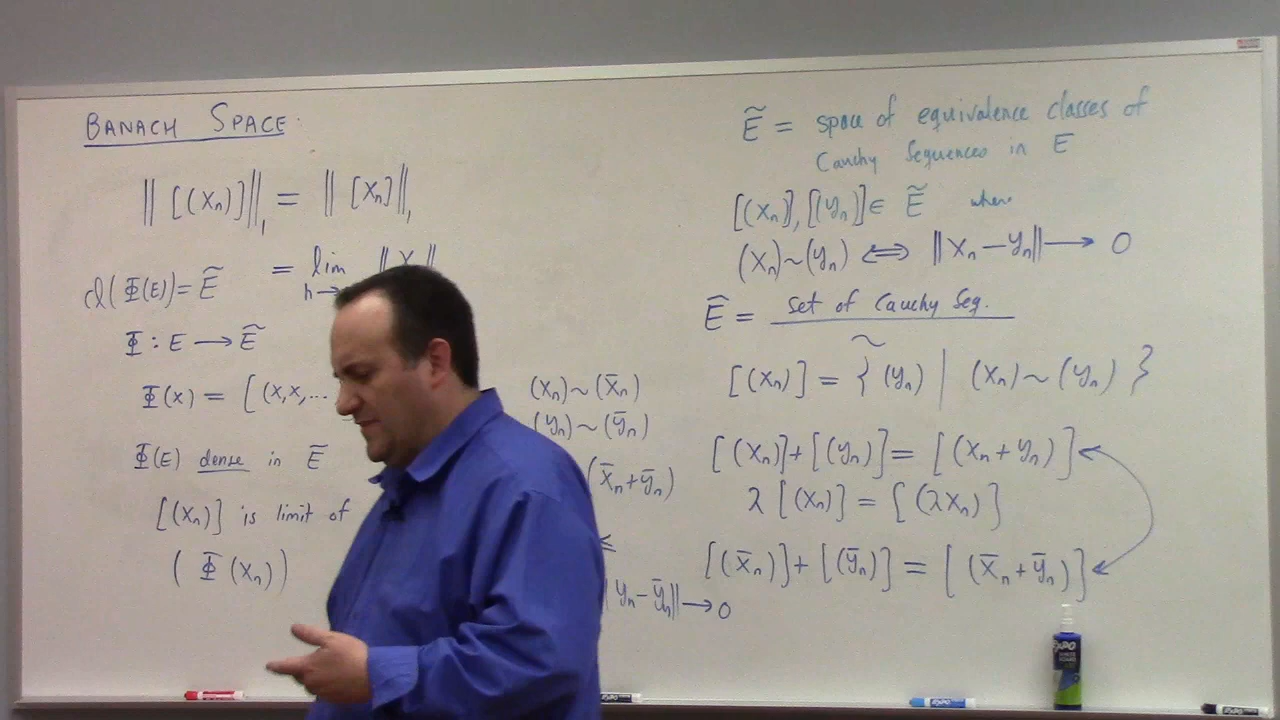 BANACH SPACE
‖[(Xₙ)]‖₁ = ‖[Xₙ]‖₁
= lim ‖X
n→
cl(Φ(E)) = Ẽ
Φ : E → Ẽ
Φ(x) = [(x,x,...
Φ(E) dense in Ẽ
[(Xₙ)] is limit of
(Φ(Xₙ))
(Xₙ)~(X̄ₙ)
(yₙ)~(ȳₙ)
(X̄ₙ+ȳₙ)
≤
|yₙ-ȳₙ‖→0
Ẽ = space of equivalence classes of
Cauchy Sequences in E
[(Xₙ)], [(yₙ)] ∈ Ẽ where
(Xₙ)~(yₙ) ⟺ ‖Xₙ-yₙ‖→0
Ẽ = set of Cauchy Seq.
~
[(Xₙ)] = {(yₙ) | (Xₙ)~(yₙ)}
[(Xₙ)]+[(yₙ)] = [(Xₙ+yₙ)]
λ[(Xₙ)] = {(λXₙ)}
[(X̄ₙ)]+[(ȳₙ)] = [(X̄ₙ+ȳₙ)]
EXPO